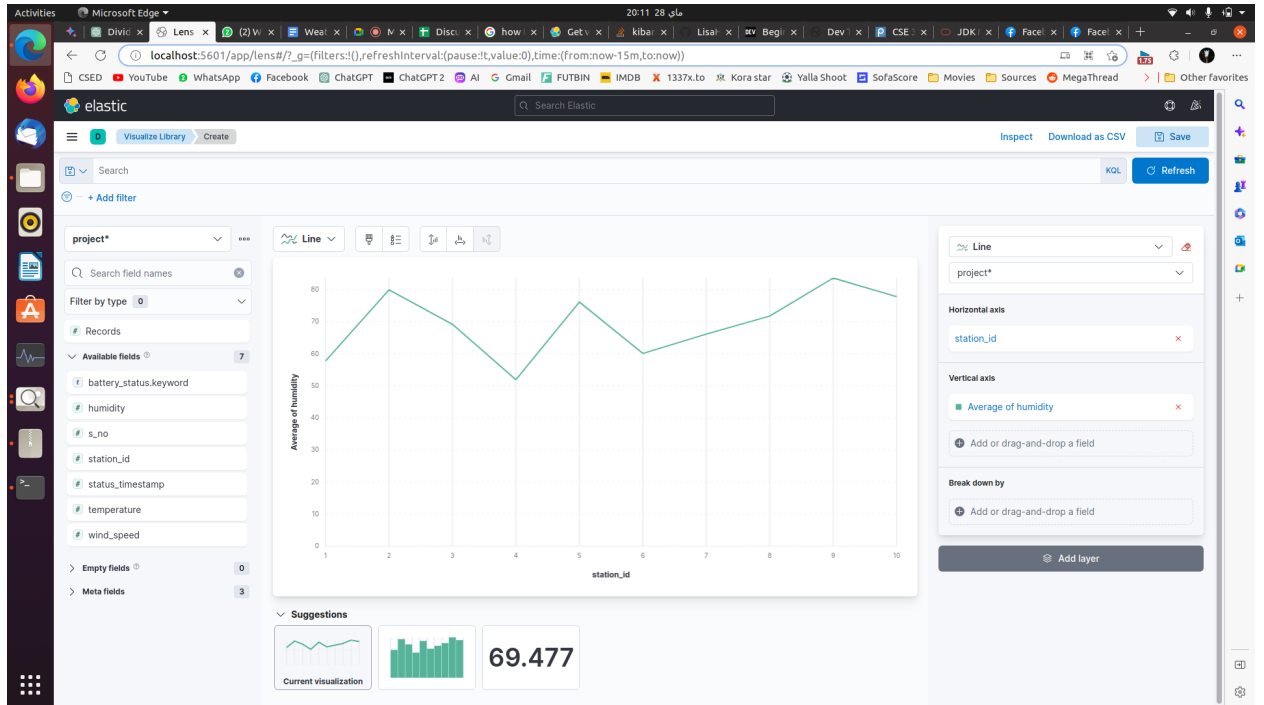 Activities
Microsoft Edge
20:11 28 ماي
Divid
Lens
(2) W
Weat
Discu
how t
Get v
kibar
Lisal
Begi
Dev T
CSE
JDK
Facel
Facel
localhost:5601/app/lens#/?_g=(filters:!(),refreshInterval:(pause:!t,value:0),time:(from:now-15m,to:now))
1.75
CSED
YouTube
WhatsApp
Facebook
ChatGPT
ChatGPT 2
AI
Gmail
FUTBIN
IMDB
1337x.to
Kora star
Yalla Shoot
SofaScore
Movies
Sources
MegaThread
Other favorites
elastic
Search Elastic
D
Visualize Library
Create
Inspect
Download as CSV
Save
Search
KQL
Refresh
+ Add filter
project*
Search field names
Filter by type 0
Records
Available fields 7
battery_status.keyword
humidity
s_no
station_id
status_timestamp
temperature
wind_speed
Empty fields 0
Meta fields 3
Line
80
70
60
50
40
30
20
10
0
Average of humidity
1 2 3 4 5 6 7 8 9 10
station_id
Suggestions
Current visualization
69.477
Line
project*
Horizontal axis
station_id
Vertical axis
Average of humidity
Add or drag-and-drop a field
Break down by
Add or drag-and-drop a field
Add layer